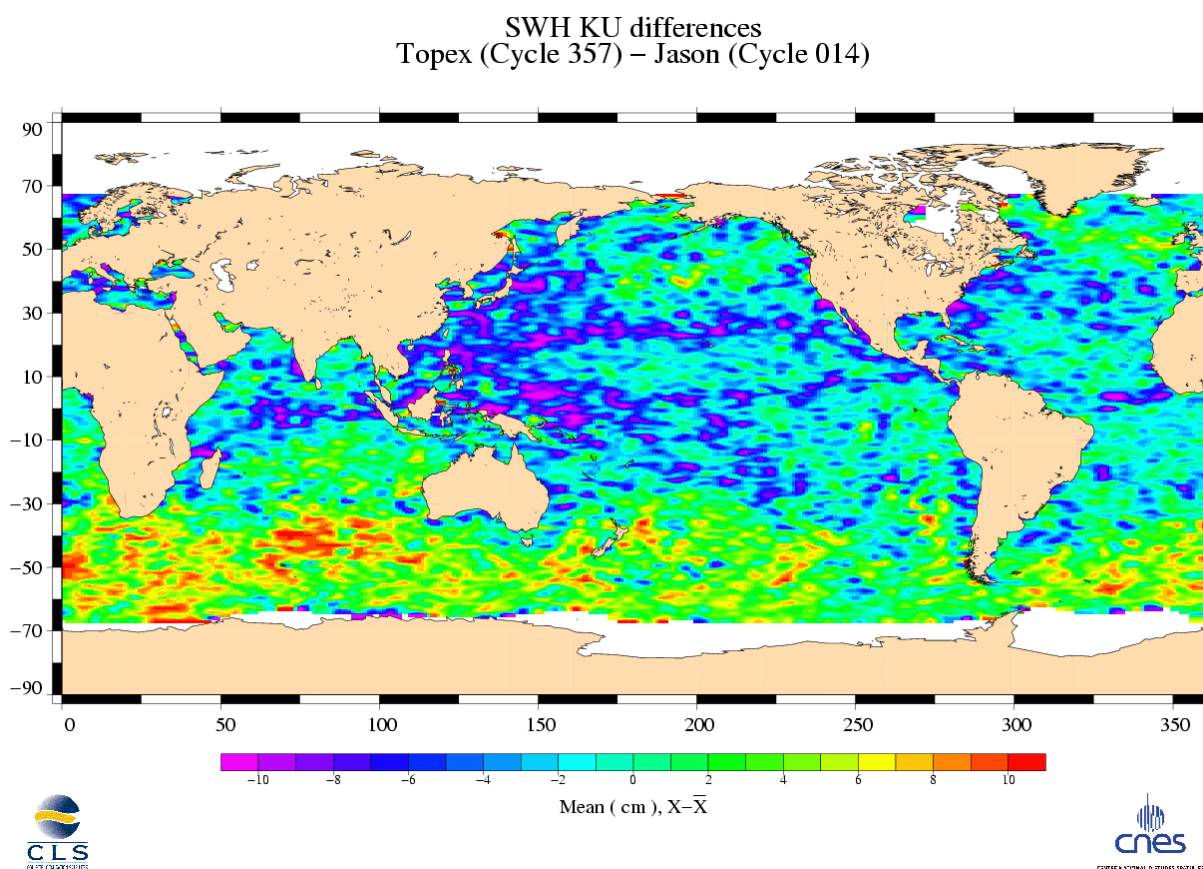 SWH KU differences
Topex (Cycle 357) − Jason (Cycle 014)
90
70
50
30
10
−10
−30
−50
−70
−90
0 50 100 150 200 250 300 350
−10 −8 −6 −4 −2 0 2 4 6 8 10
Mean ( cm ), X−X̅
CLS
cnes